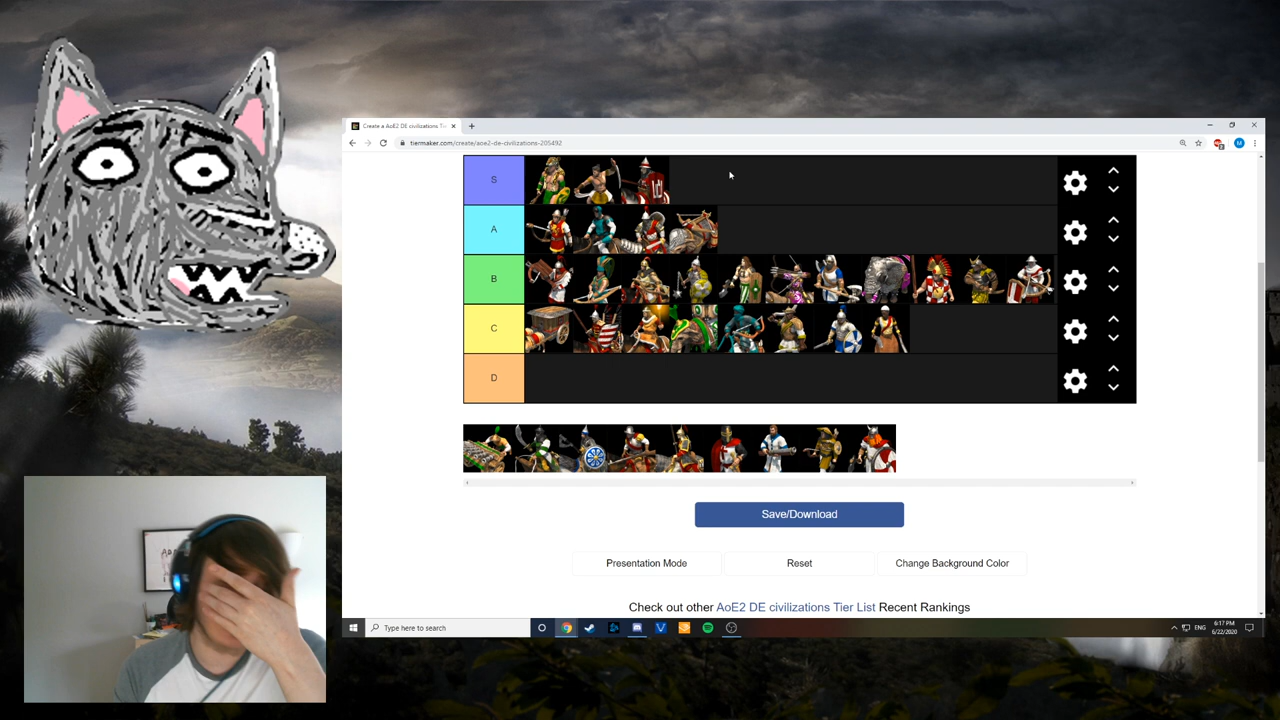 Create a AoE2 DE civilizations Ti
tiermaker.com/create/aoe2-de-civilizations-205492
S
A
B
C
D
Save/Download
Presentation Mode
Reset
Change Background Color
Check out other AoE2 DE civilizations Tier List Recent Rankings
Type here to search
ENG
6:17 PM
6/22/2020